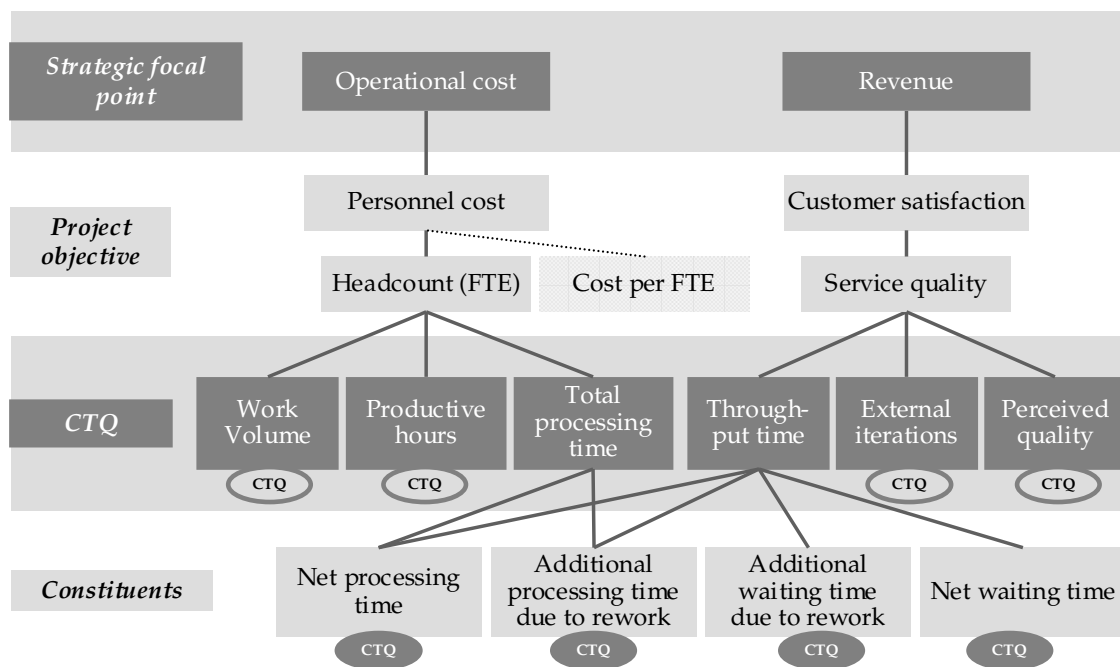 Strategic focal
point
Operational cost
Revenue
Personnel cost
Customer satisfaction
Project
objective
Headcount (FTE)
Cost per FTE
Service quality
CTQ
Work
Volume
Productive
hours
Total
processing
time
Through-
put time
External
iterations
Perceived
quality
CTQ
CTQ
CTQ
CTQ
Constituents
Net processing
time
Additional
processing time
due to rework
Additional
waiting time
due to rework
Net waiting time
CTQ
CTQ
CTQ
CTQ